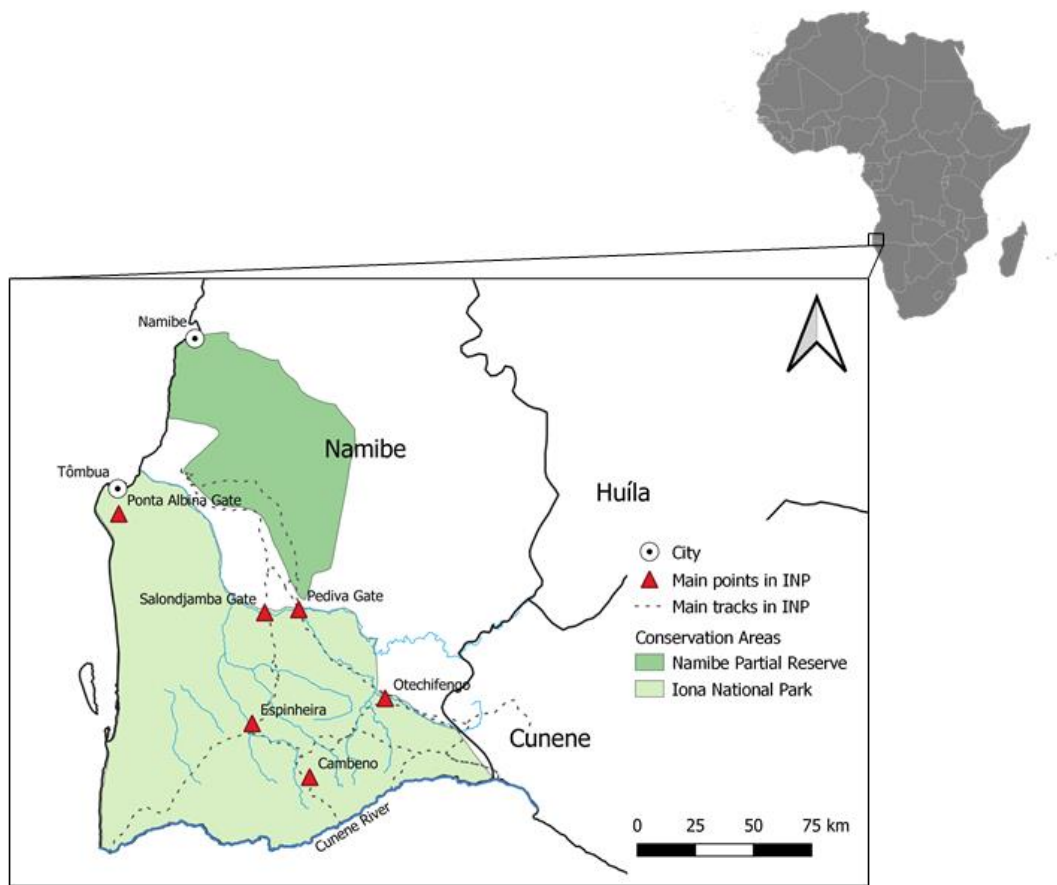 Namibe
Namibe
Tômbua
Ponta Albina Gate
Huíla
City
Main points in INP
Main tracks in INP
Conservation Areas
Namibe Partial Reserve
Iona National Park
Salondjamba Gate
Pediva Gate
Otechifengo
Espinheira
Cunene
Cambeno
Cunene River
0 25 50 75 km